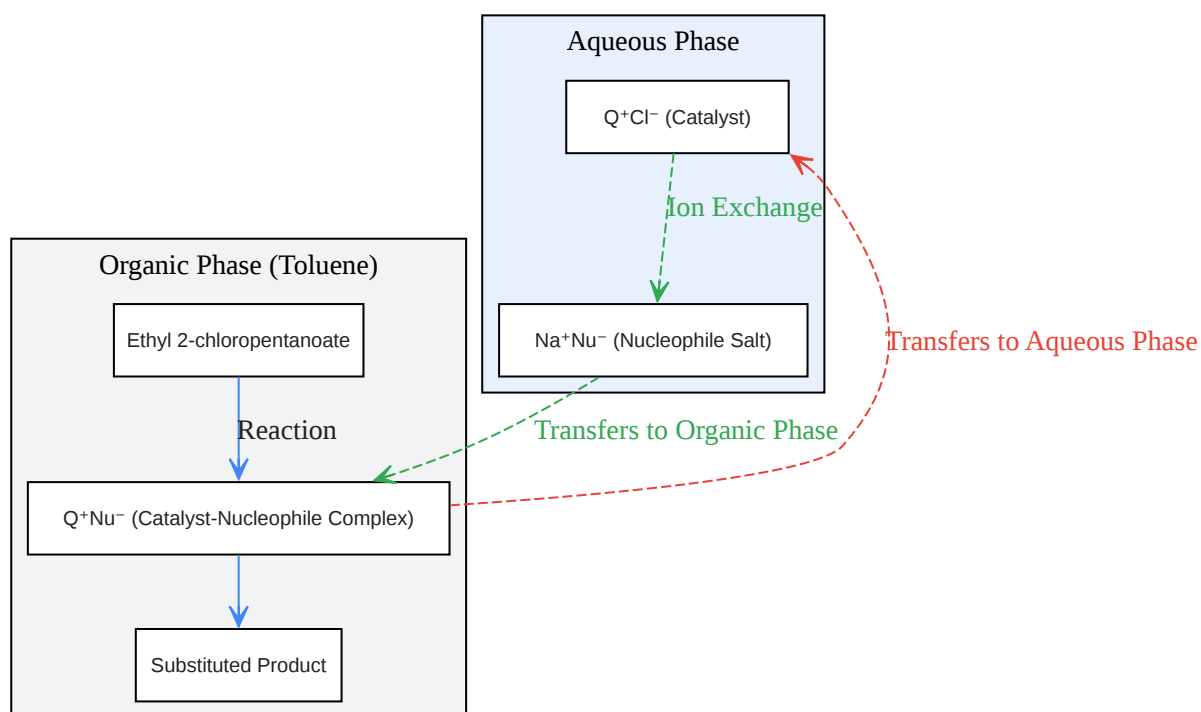 Aqueous Phase
Q⁺Cl⁻ (Catalyst)
Ion Exchange
Organic Phase (Toluene)
Ethyl 2-chloropentanoate
Na⁺Nu⁻ (Nucleophile Salt)
Transfers to Aqueous Phase
Reaction
Transfers to Organic Phase
Q⁺Nu⁻ (Catalyst-Nucleophile Complex)
Substituted Product